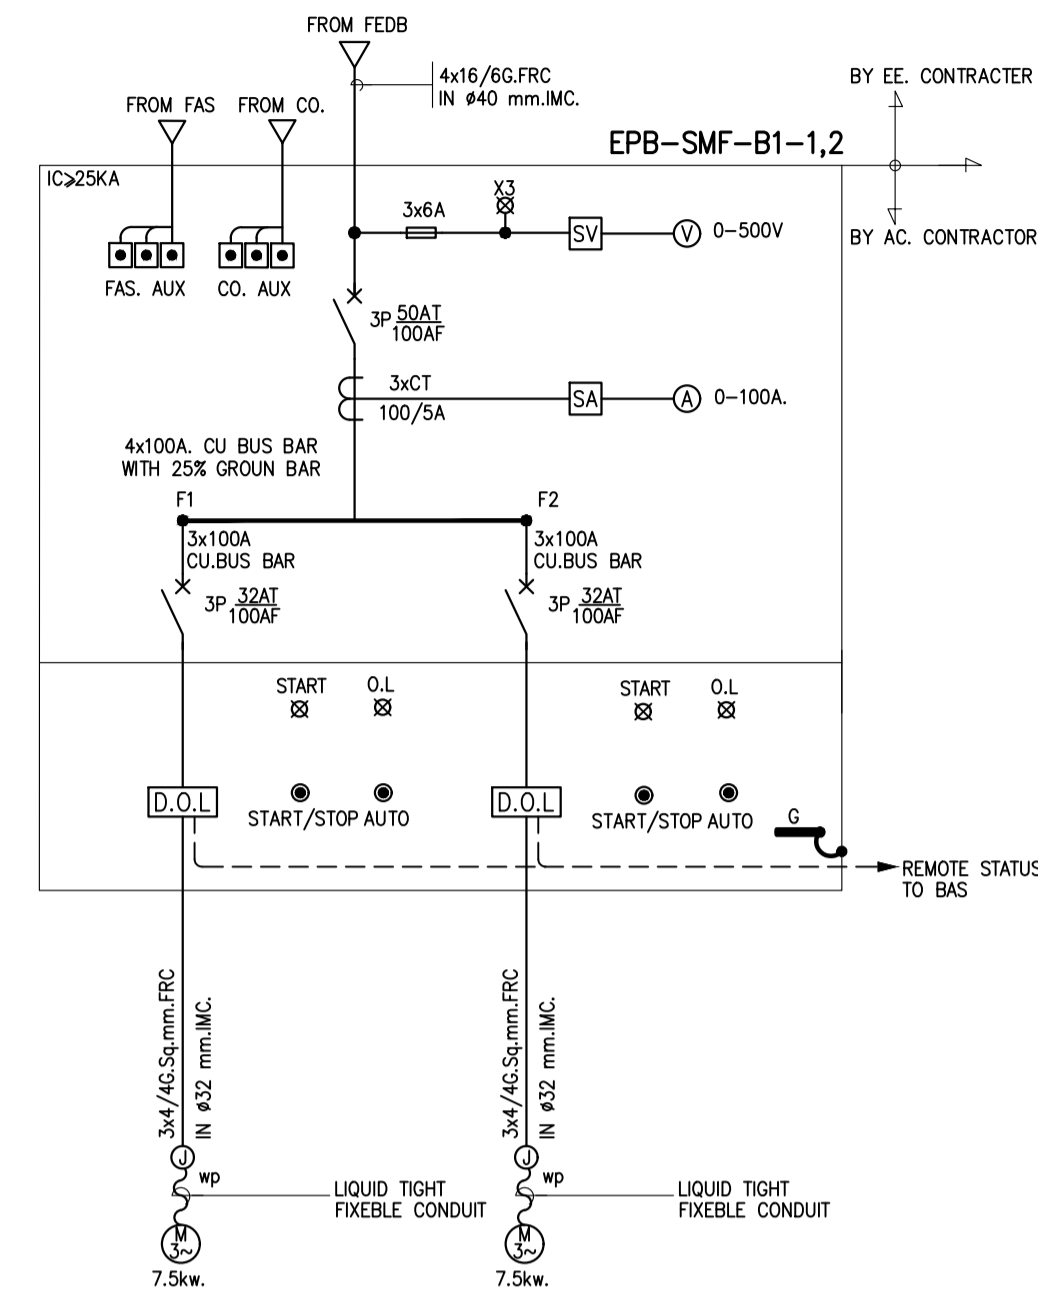 FROM FEDB
4x16/6G.FRC
IN ø40 mm.IMC.
BY EE. CONTRACTER
FROM FAS
FROM CO.
EPB-SMF-B1-1,2
IC≥25KA
X3
3x6A
SV
V
0-500V
BY AC. CONTRACTOR
FAS. AUX
CO. AUX
3P 50AT
100AF
3xCT
100/5A
SA
A
0-100A.
4x100A. CU BUS BAR
WITH 25% GROUN BAR
F1
F2
3x100A
CU.BUS BAR
3x100A
CU.BUS BAR
3P 32AT
100AF
3P 32AT
100AF
START
O.L
START
O.L
D.O.L
START/STOP AUTO
D.O.L
START/STOP AUTO
G
REMOTE STATUS
TO BAS
3x4/4G.Sq.mm.FRC
IN ø32 mm.IMC.
3x4/4G.Sq.mm.FRC
IN ø32 mm.IMC.
J
wp
J
wp
LIQUID TIGHT
FIXEBLE CONDUIT
LIQUID TIGHT
FIXEBLE CONDUIT
M
3~
M
3~
7.5kw.
7.5kw.